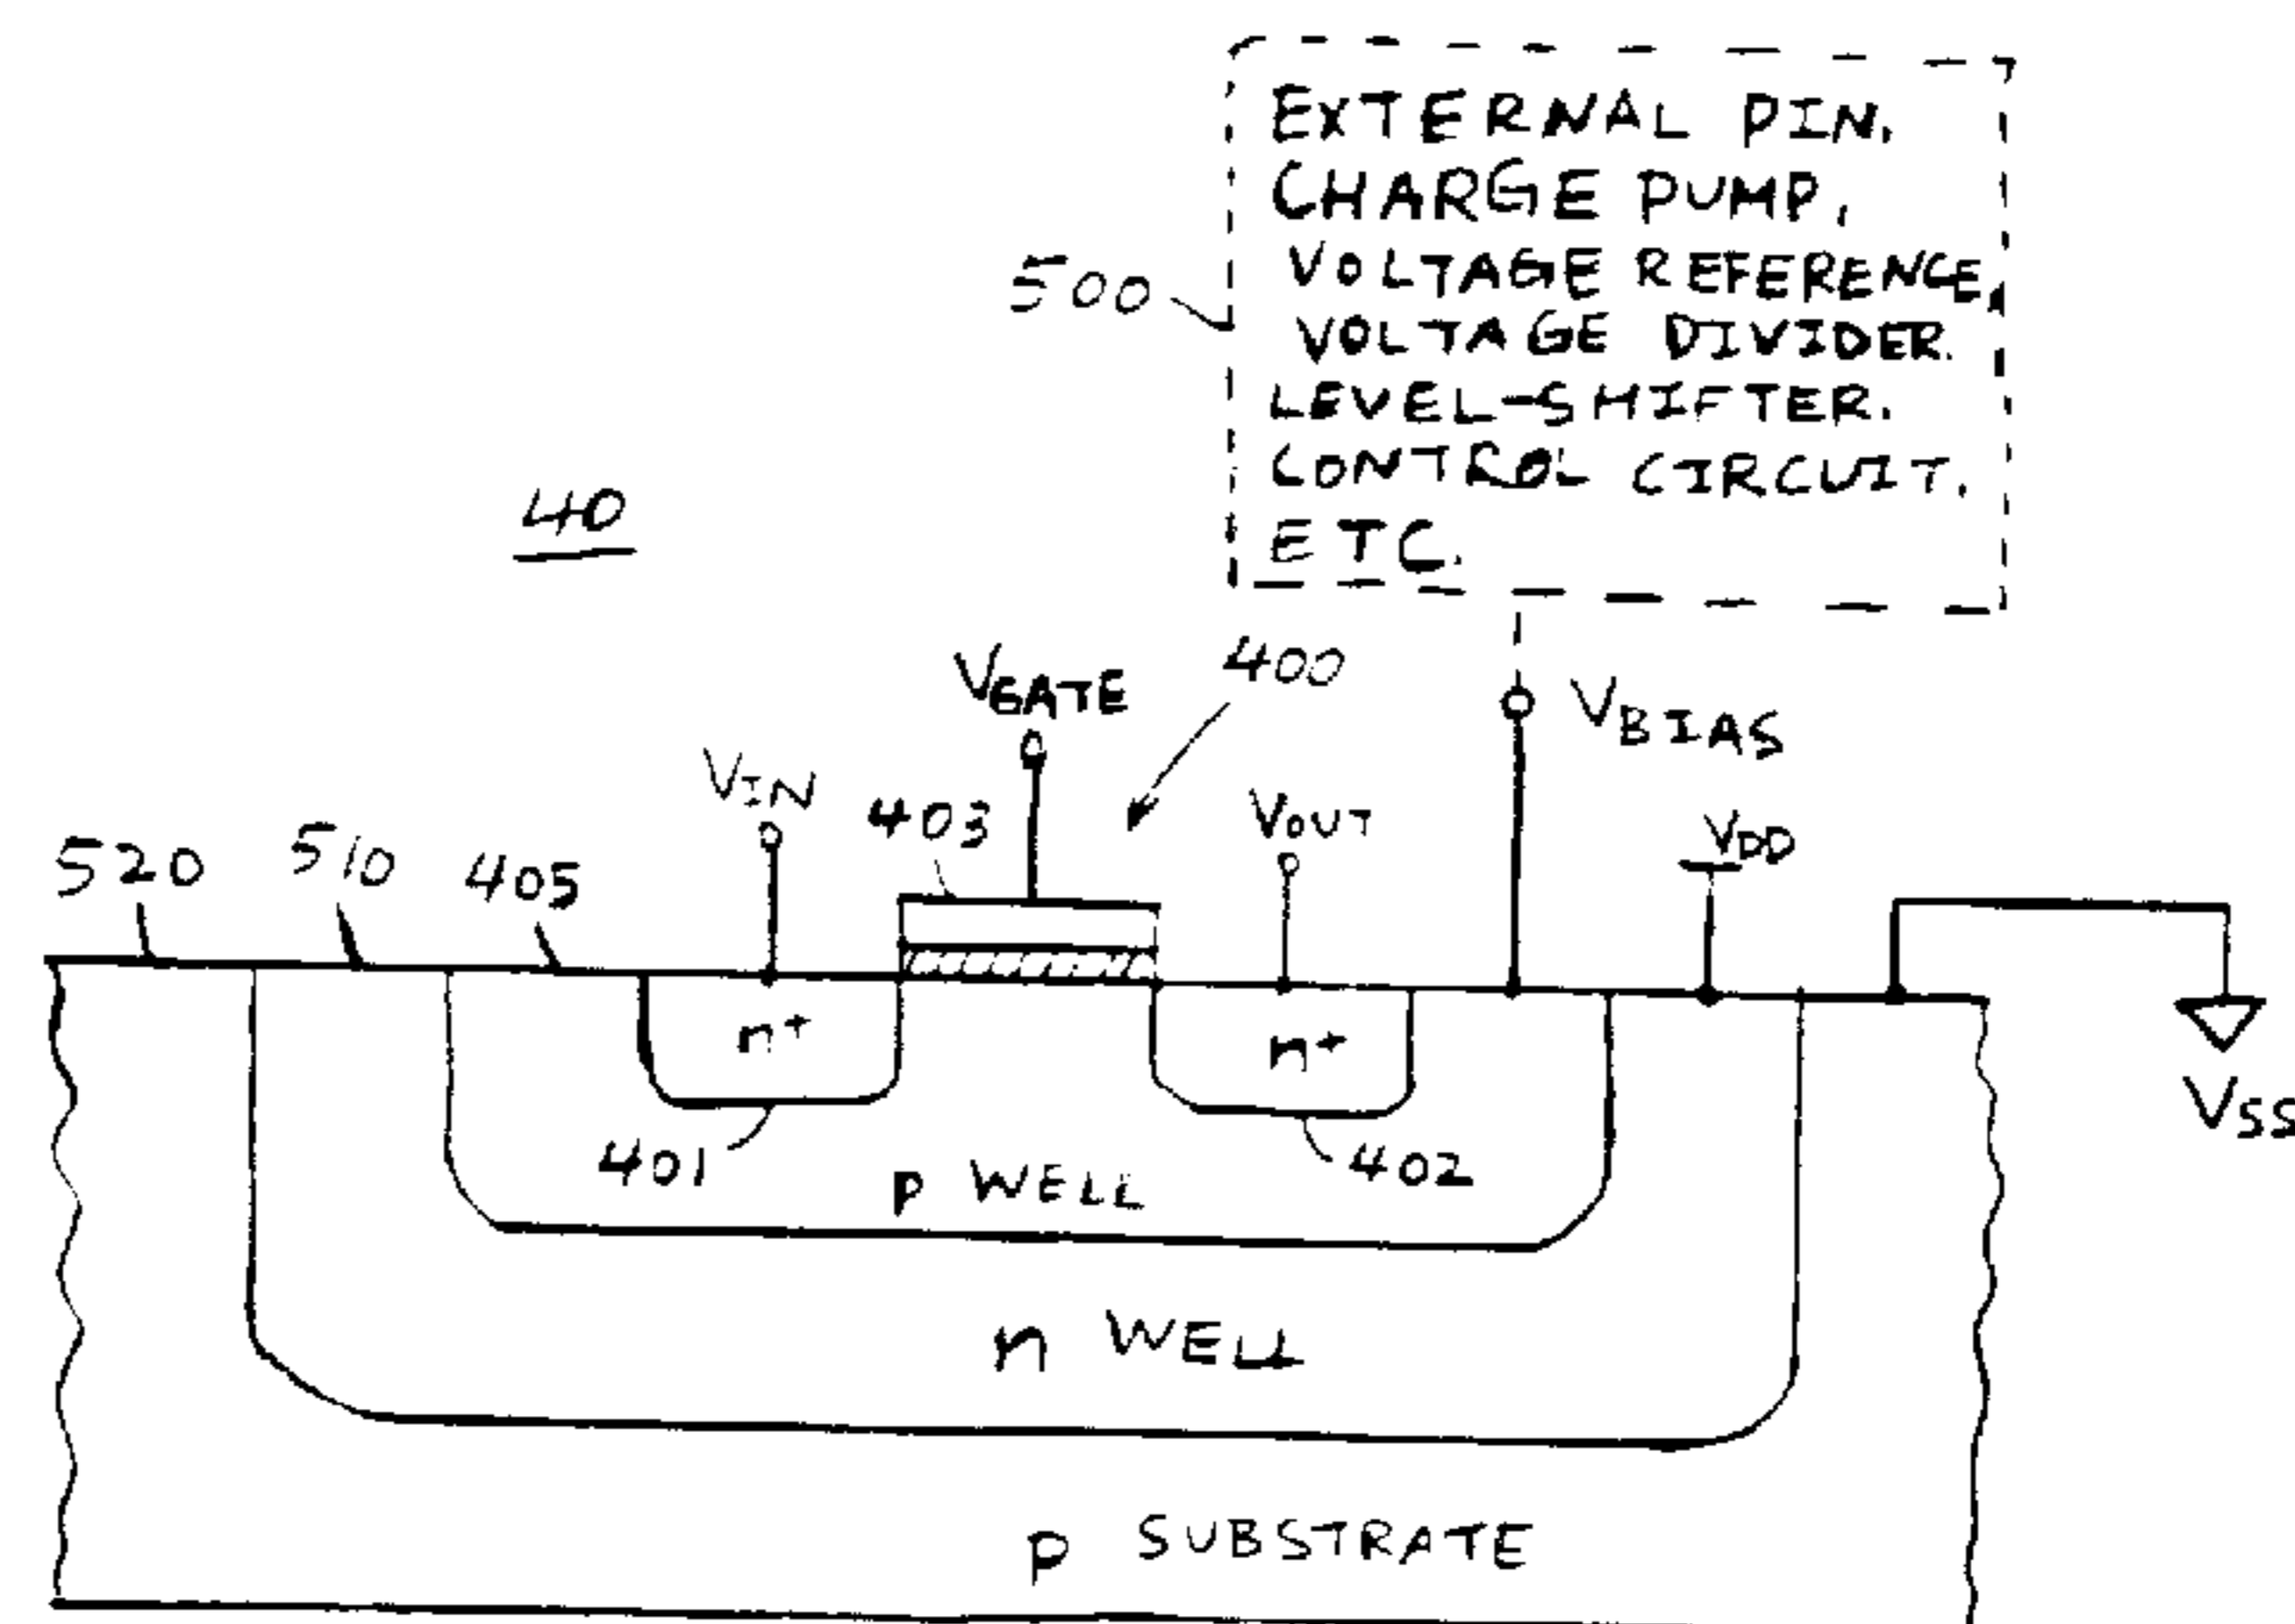 EXTERNAL PIN.
CHARGE PUMP,
VOLTAGE REFERENCE,
VOLTAGE DIVIDER.
LEVEL-SHIFTER.
CONTROL CIRCUIT.
ETC.
500
40
VGATE
400
VBIAS
VIN
403
VOUT
VDD
520
510
405
n+
n+
VSS
401
402
p WELL
n WELL
p SUBSTRATE